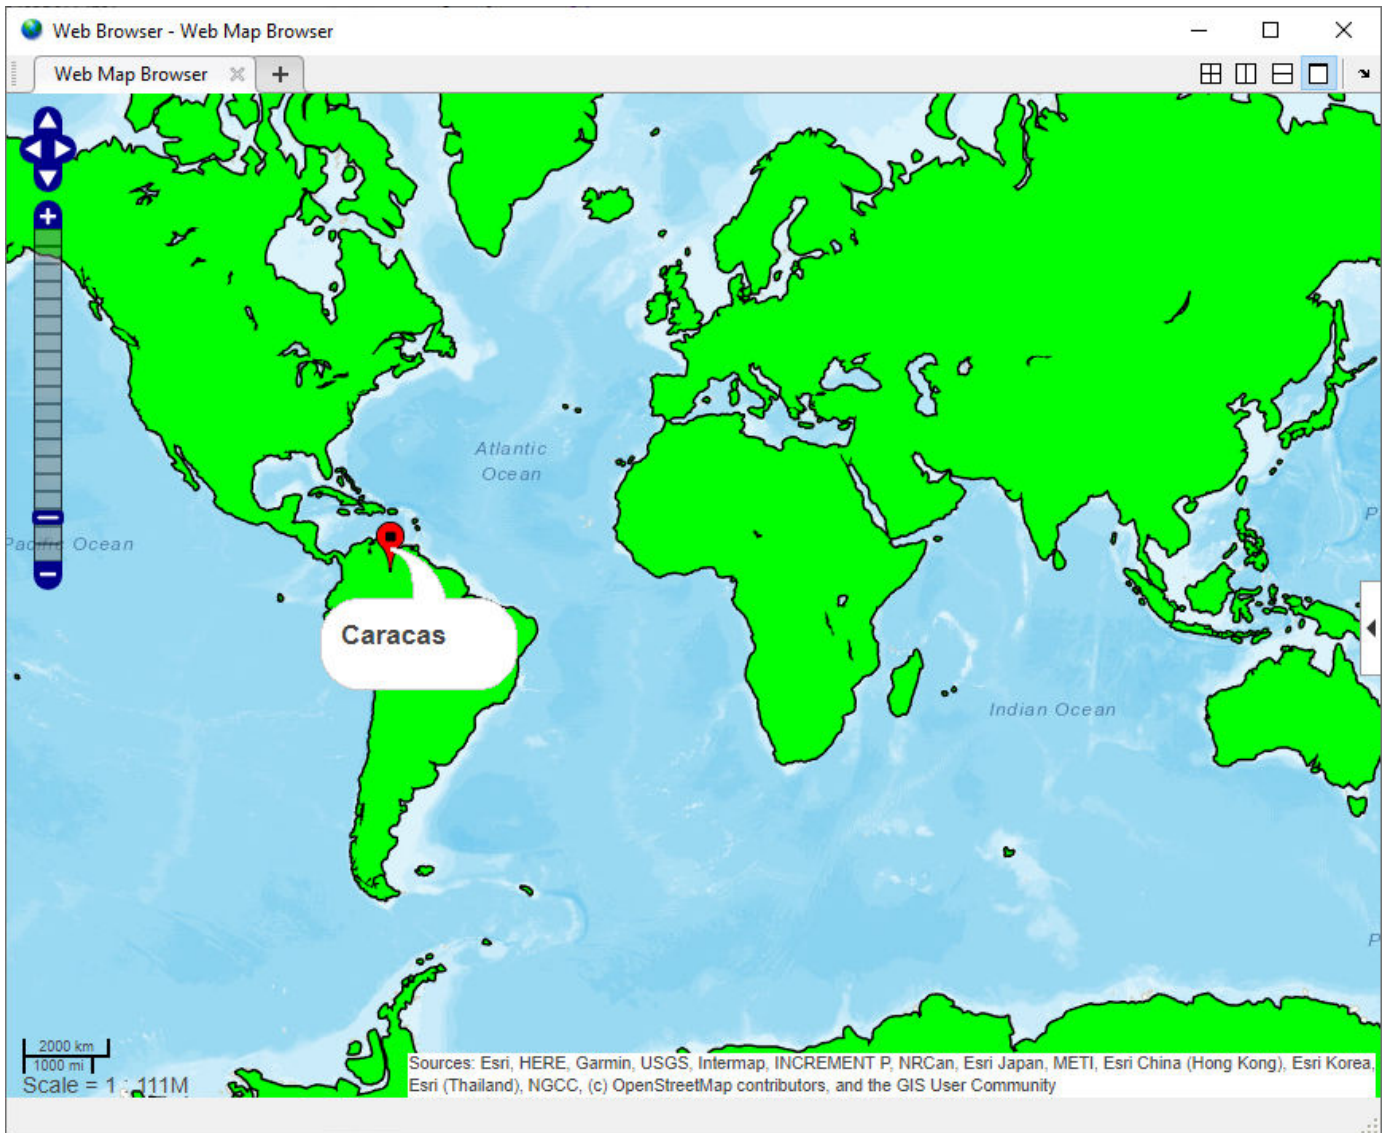 Web Browser - Web Map Browser
Web Map Browser
Atlantic
Ocean
Pacific Ocean
P
Caracas
Indian Ocean
P
2000 km
1000 mi
Scale = 1 : 111M
Sources: Esri, HERE, Garmin, USGS, Intermap, INCREMENT P, NRCan, Esri Japan, METI, Esri China (Hong Kong), Esri Korea,
Esri (Thailand), NGCC, (c) OpenStreetMap contributors, and the GIS User Community